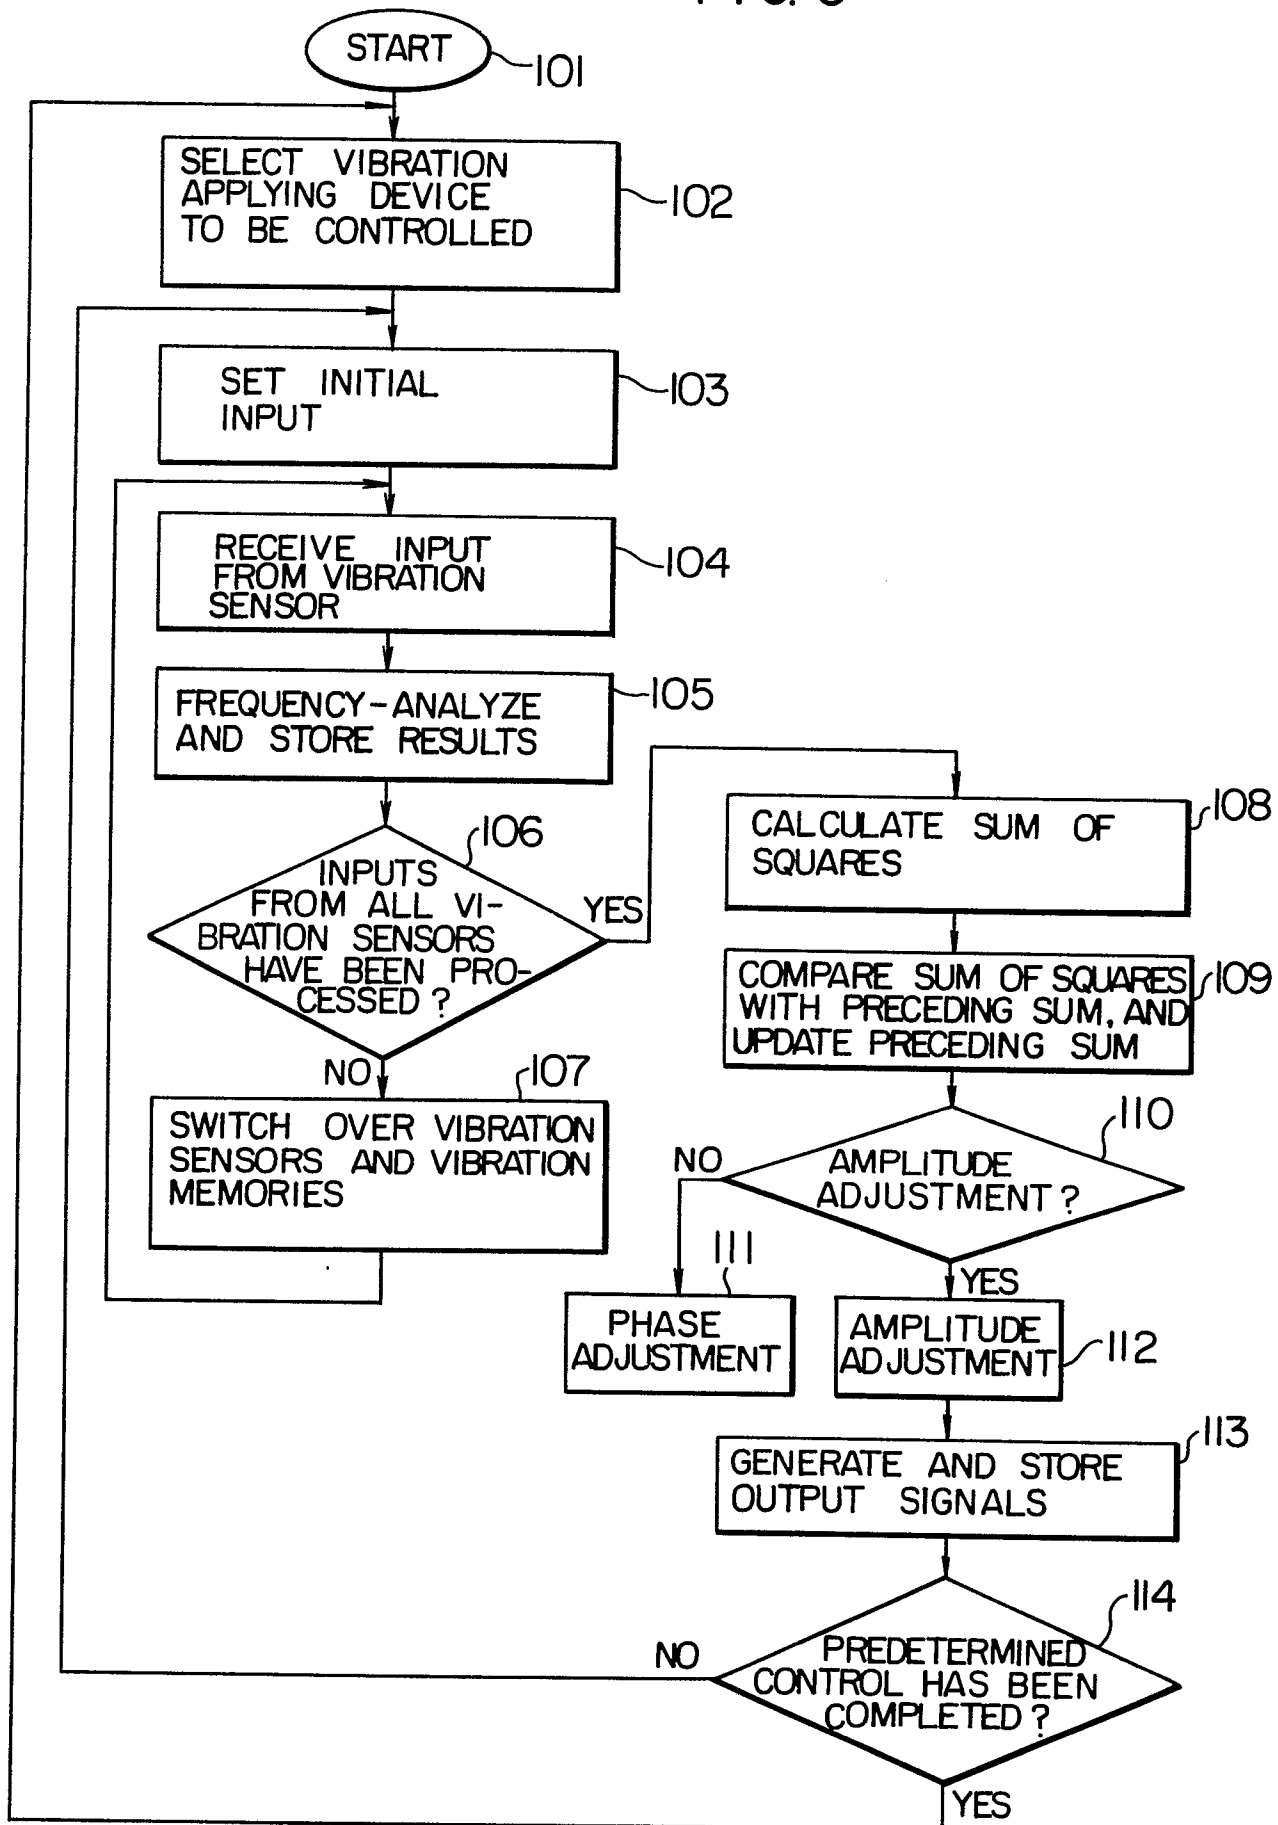 START
101
SELECT VIBRATION
APPLYING DEVICE
TO BE CONTROLLED
102
SET INITIAL
INPUT
103
RECEIVE INPUT
FROM VIBRATION
SENSOR
104
FREQUENCY-ANALYZE
AND STORE RESULTS
105
106
INPUTS
FROM ALL VI-
BRATION SENSORS
HAVE BEEN PRO-
CESSED?
YES
NO
107
SWITCH OVER VIBRATION
SENSORS AND VIBRATION
MEMORIES
108
CALCULATE SUM OF
SQUARES
109
COMPARE SUM OF SQUARES
WITH PRECEDING SUM, AND
UPDATE PRECEDING SUM
110
AMPLITUDE
ADJUSTMENT?
NO
YES
111
PHASE
ADJUSTMENT
AMPLITUDE
ADJUSTMENT
112
113
GENERATE AND STORE
OUTPUT SIGNALS
114
PREDETERMINED
CONTROL HAS BEEN
COMPLETED?
NO
YES